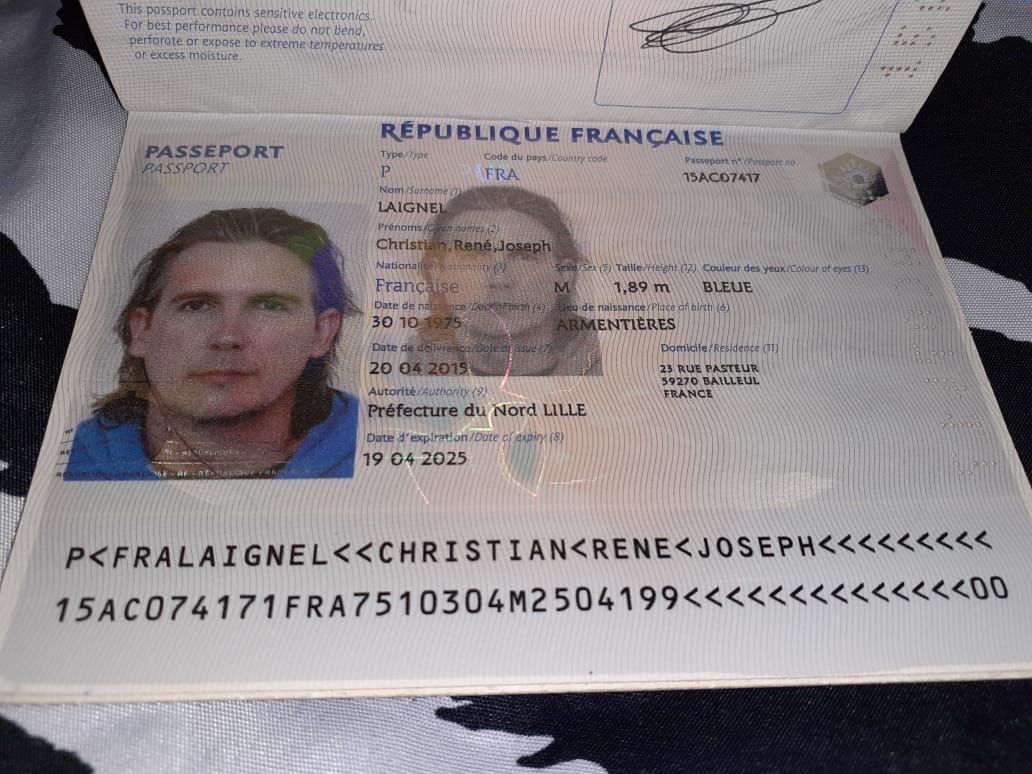 This passport contains sensitive electronics.
For best performance please do not bend,
perforate or expose to extreme temperatures
or excess moisture.
RÉPUBLIQUE FRANÇAISE
PASSEPORT
PASSPORT
Type/Type
Code du pays/Country code
Passeport n°/Passport no
P
FRA
15AC07417
Nom/Surname (1)
LAIGNEL
Prénoms/Given names (2)
Christian,René,Joseph
Nationalité/Nationality (3)
Sexe/Sex (5) Taille/Height (12) Couleur des yeux/Colour of eyes (13)
Française
M 1,89 m BLEUE
Date de naissance/Date of birth (4) Lieu de naissance/Place of birth (6)
30 10 1975 ARMENTIÈRES
Date de délivrance/Date of issue (7)
Domicile/Residence (11)
20 04 2015
23 RUE PASTEUR
59270 BAILLEUL
FRANCE
Autorité/Authority (9)
Préfecture du Nord LILLE
Date d'expiration/Date of expiry (8)
19 04 2025
P<FRALAIGNEL<<CHRISTIAN<RENE<JOSEPH<<<<<<<<<
15AC074171FRA7510304M2504199<<<<<<<<<<<<<<00